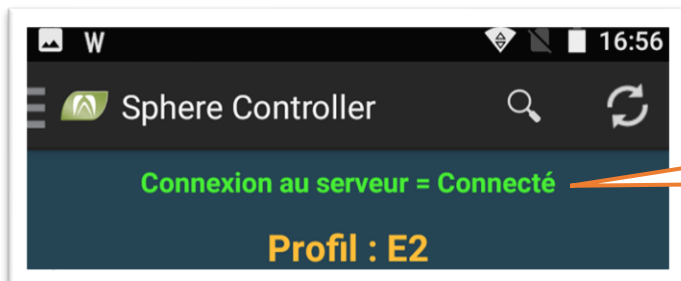 W 16:56
Sphere Controller
Connexion au serveur = Connecté
Profil : E2